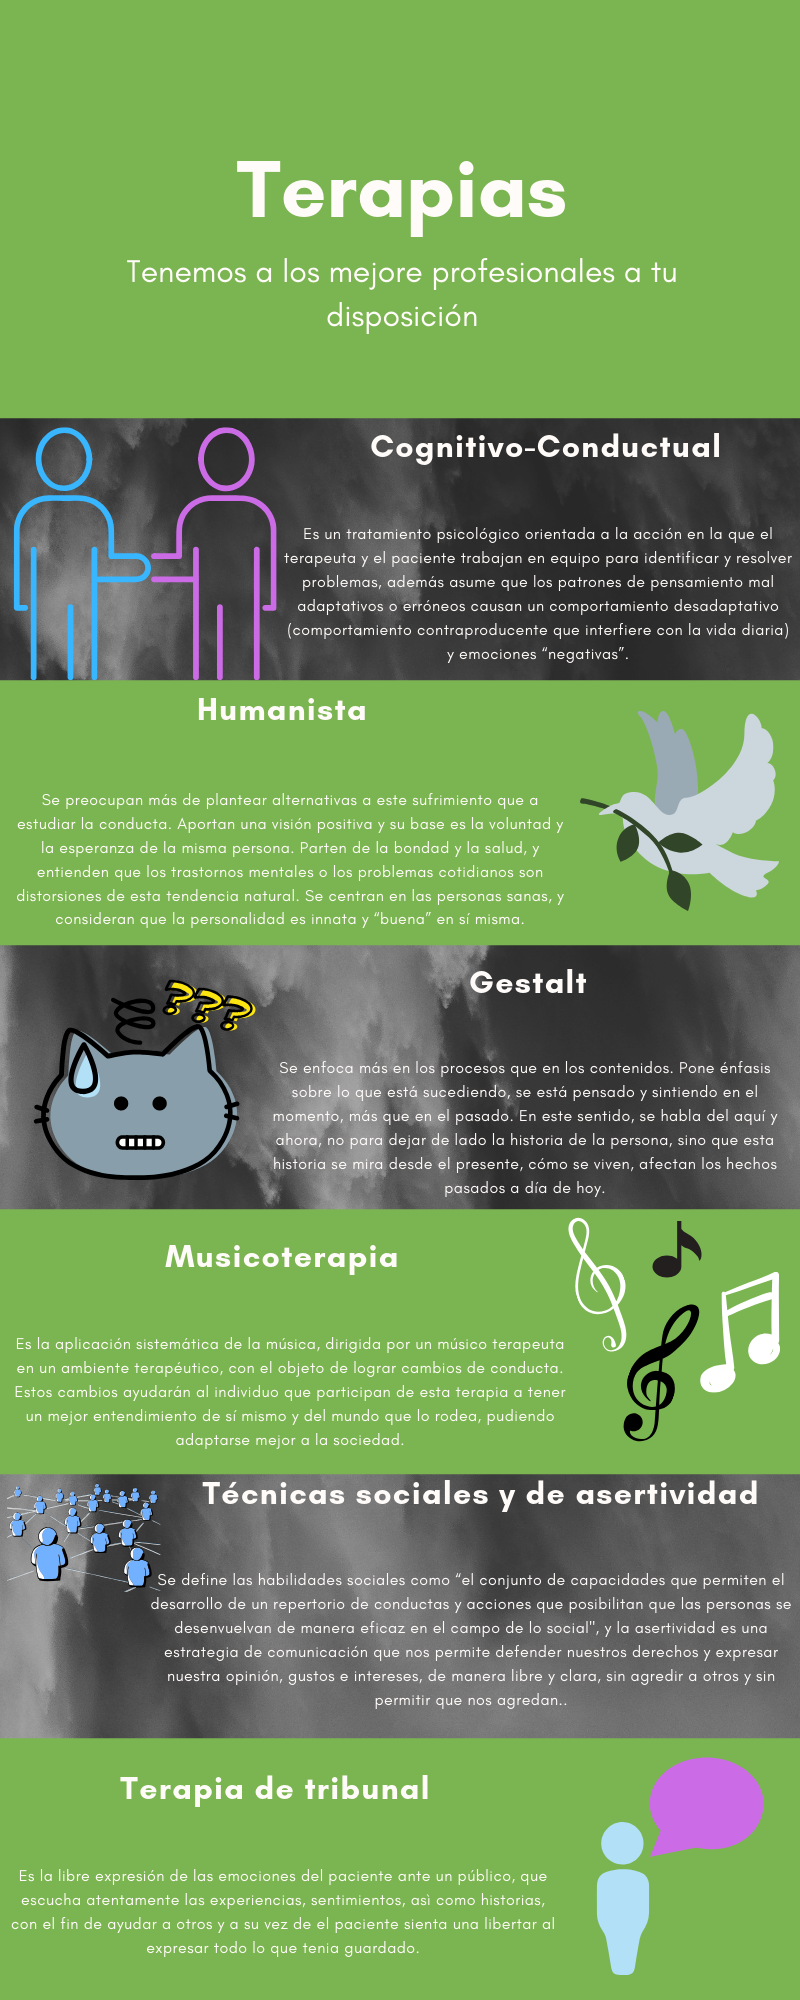 Terapias
Tenemos a los mejore profesionales a tu
disposición
Cognitivo-Conductual
Es un tratamiento psicológico orientada a la acción en la que el
terapeuta y el paciente trabajan en equipo para identificar y resolver
problemas, además asume que los patrones de pensamiento mal
adaptativos o erróneos causan un comportamiento desadaptativo
(comportamiento contraproducente que interfiere con la vida diaria)
y emociones “negativas”.
Humanista
Se preocupan más de plantear alternativas a este sufrimiento que a
estudiar la conducta. Aportan una visión positiva y su base es la voluntad y
la esperanza de la misma persona. Parten de la bondad y la salud, y
entienden que los trastornos mentales o los problemas cotidianos son
distorsiones de esta tendencia natural. Se centran en las personas sanas, y
consideran que la personalidad es innata y “buena” en sí misma.
???
Gestalt
Se enfoca más en los procesos que en los contenidos. Pone énfasis
sobre lo que está sucediendo, se está pensado y sintiendo en el
momento, más que en el pasado. En este sentido, se habla del aquí y
ahora, no para dejar de lado la historia de la persona, sino que esta
historia se mira desde el presente, cómo se viven, afectan los hechos
pasados a día de hoy.
Musicoterapia
Es la aplicación sistemática de la música, dirigida por un músico terapeuta
en un ambiente terapéutico, con el objeto de lograr cambios de conducta.
Estos cambios ayudarán al individuo que participan de esta terapia a tener
un mejor entendimiento de sí mismo y del mundo que lo rodea, pudiendo
adaptarse mejor a la sociedad.
Técnicas sociales y de asertividad
Se define las habilidades sociales como “el conjunto de capacidades que permiten el
desarrollo de un repertorio de conductas y acciones que posibilitan que las personas se
desenvuelvan de manera eficaz en el campo de lo social", y la asertividad es una
estrategia de comunicación que nos permite defender nuestros derechos y expresar
nuestra opinión, gustos e intereses, de manera libre y clara, sin agredir a otros y sin
permitir que nos agredan..
Terapia de tribunal
Es la libre expresión de las emociones del paciente ante un público, que
escucha atentamente las experiencias, sentimientos, asì como historias,
con el fin de ayudar a otros y a su vez de el paciente sienta una libertar al
expresar todo lo que tenia guardado.